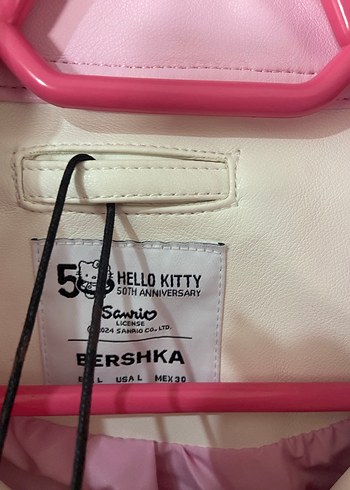 50 HELLO KITTY
50TH ANNIVERSARY
Sanrio
LICENSE
©2024 SANRIO CO., LTD.
BERSHKA
L USA L MEX 30